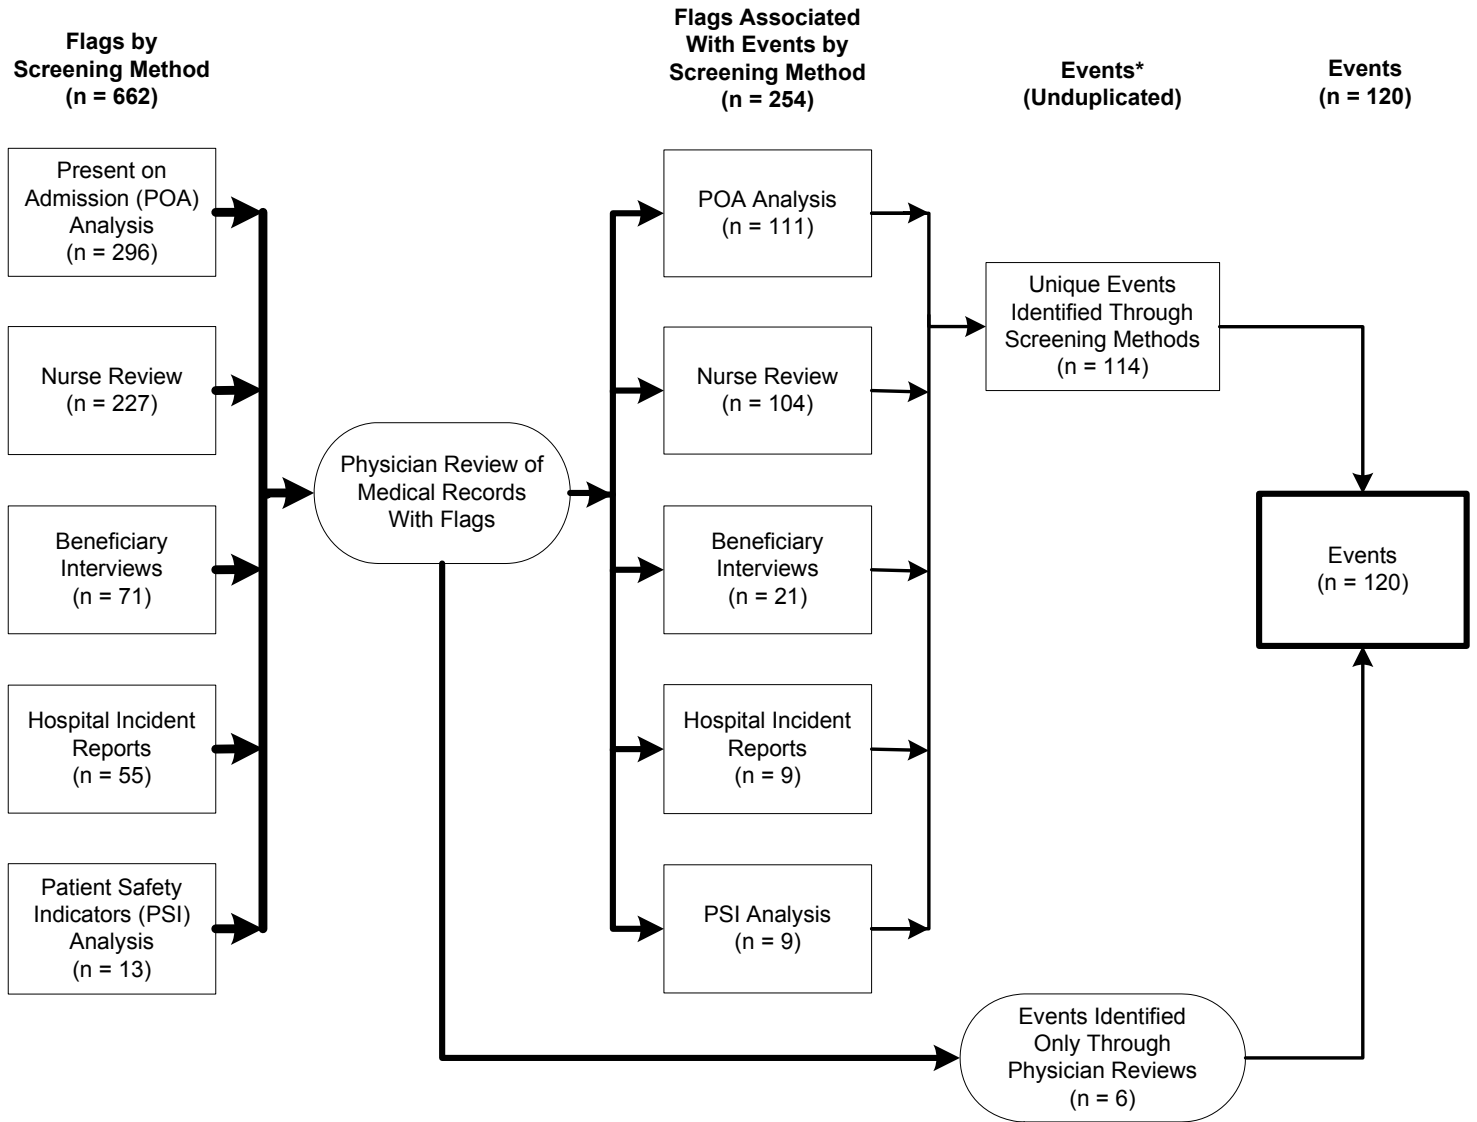 Flags by
Screening Method
(n = 662)
Flags Associated
With Events by
Screening Method
(n = 254)
Events*
(Unduplicated)
Events
(n = 120)
Present on
Admission (POA)
Analysis
(n = 296)
Nurse Review
(n = 227)
Beneficiary
Interviews
(n = 71)
Hospital Incident
Reports
(n = 55)
Patient Safety
Indicators (PSI)
Analysis
(n = 13)
Physician Review of
Medical Records
With Flags
POA Analysis
(n = 111)
Nurse Review
(n = 104)
Beneficiary
Interviews
(n = 21)
Hospital Incident
Reports
(n = 9)
PSI Analysis
(n = 9)
Unique Events
Identified Through
Screening Methods
(n = 114)
Events Identified
Only Through
Physician Reviews
(n = 6)
Events
(n = 120)